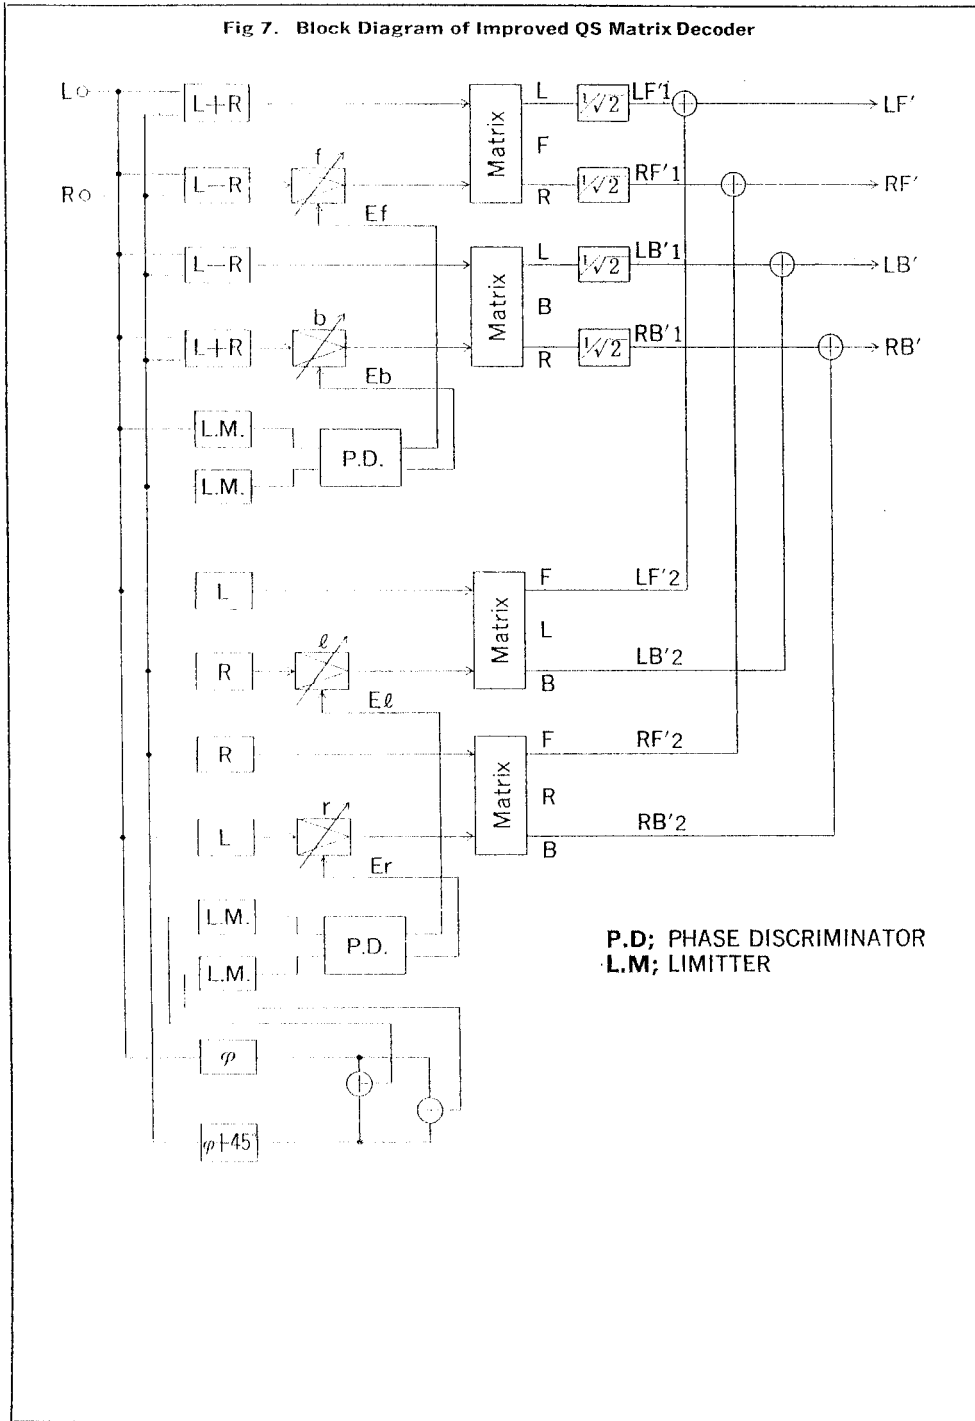 Fig 7. Block Diagram of Improved QS Matrix Decoder
L
L+R
Matrix
L
F
R
1/√2
LF'1
LF'
R
L−R
f
1/√2
RF'1
RF'
Ef
L−R
Matrix
L
B
R
1/√2
LB'1
LB'
L+R
b
1/√2
RB'1
RB'
Eb
L.M.
P.D.
L.M.
L
Matrix
F
L
B
LF'2
R
ℓ
LB'2
Eℓ
R
Matrix
F
R
B
RF'2
L
r
RB'2
Er
L.M.
P.D.
L.M.
P.D; PHASE DISCRIMINATOR
L.M; LIMITTER
φ
φ+45°